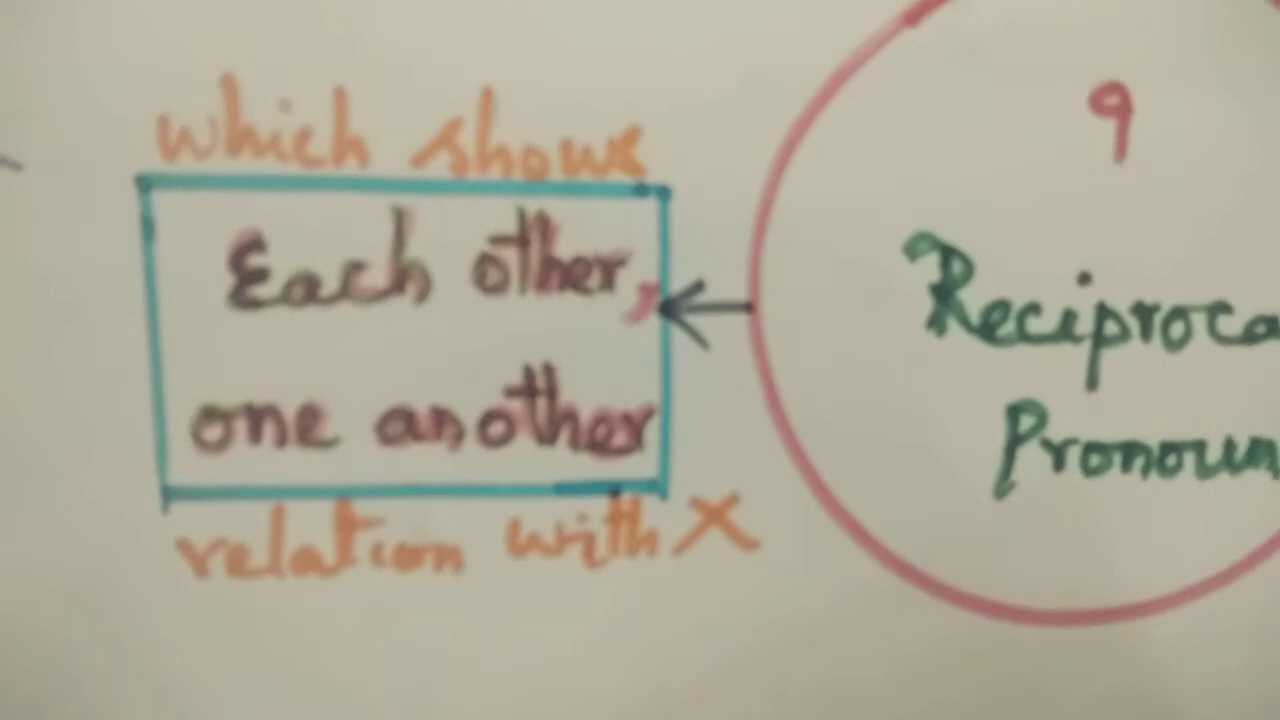 which shows
Each other,
one another
relation with X
9
Reciproca
Pronoun